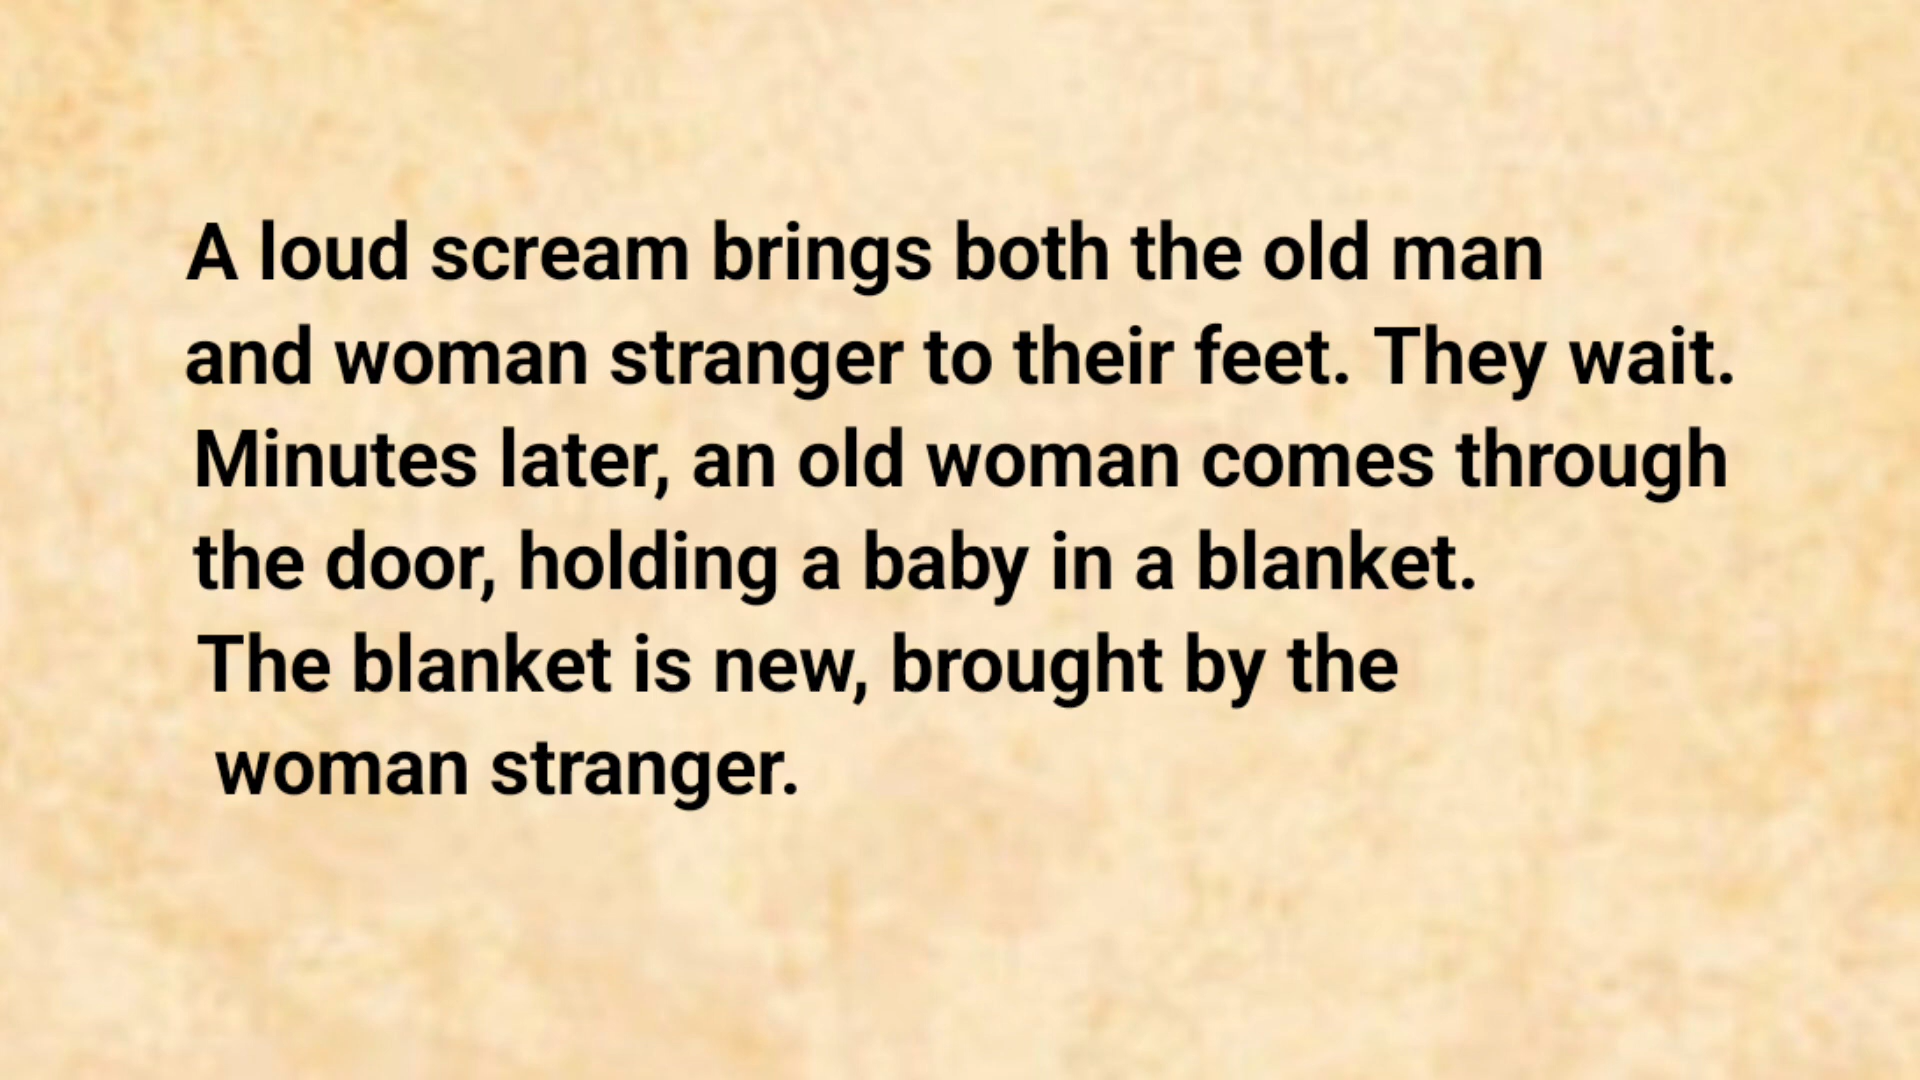 A loud scream brings both the old man
and woman stranger to their feet. They wait.
Minutes later, an old woman comes through
the door, holding a baby in a blanket.
The blanket is new, brought by the
woman stranger.